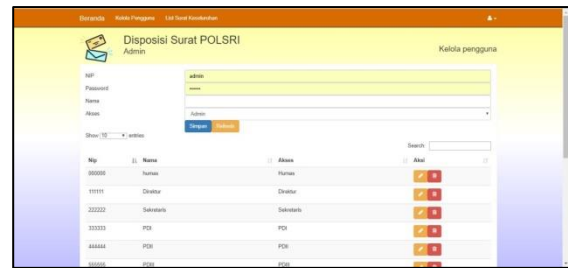 Beranda Kelola Pengguna List Surat Keseluruhan
Disposisi Surat POLSRI
Admin
Kelola pengguna
NIP admin
Password
Nama
Akses Admin
Simpan Refresh
Show 10 entries
Search:
Nip Nama Akses Aksi
humas Humas
111111 Direktur Direktur
222222 Sekretaris Sekretaris
333333 PDI PDI
444444 PDII PDII
555555 PDIII PDIII